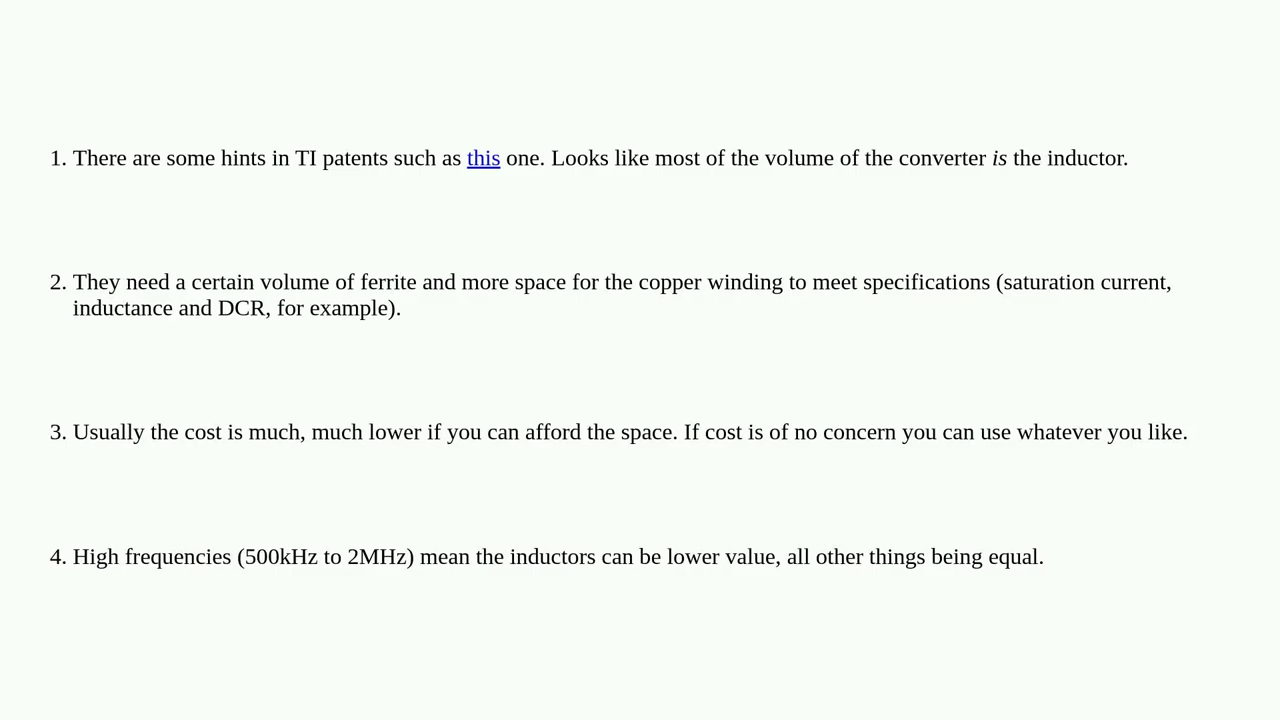 1. There are some hints in TI patents such as this one. Looks like most of the volume of the converter is the inductor.
2. They need a certain volume of ferrite and more space for the copper winding to meet specifications (saturation current,
inductance and DCR, for example).
3. Usually the cost is much, much lower if you can afford the space. If cost is of no concern you can use whatever you like.
4. High frequencies (500kHz to 2MHz) mean the inductors can be lower value, all other things being equal.